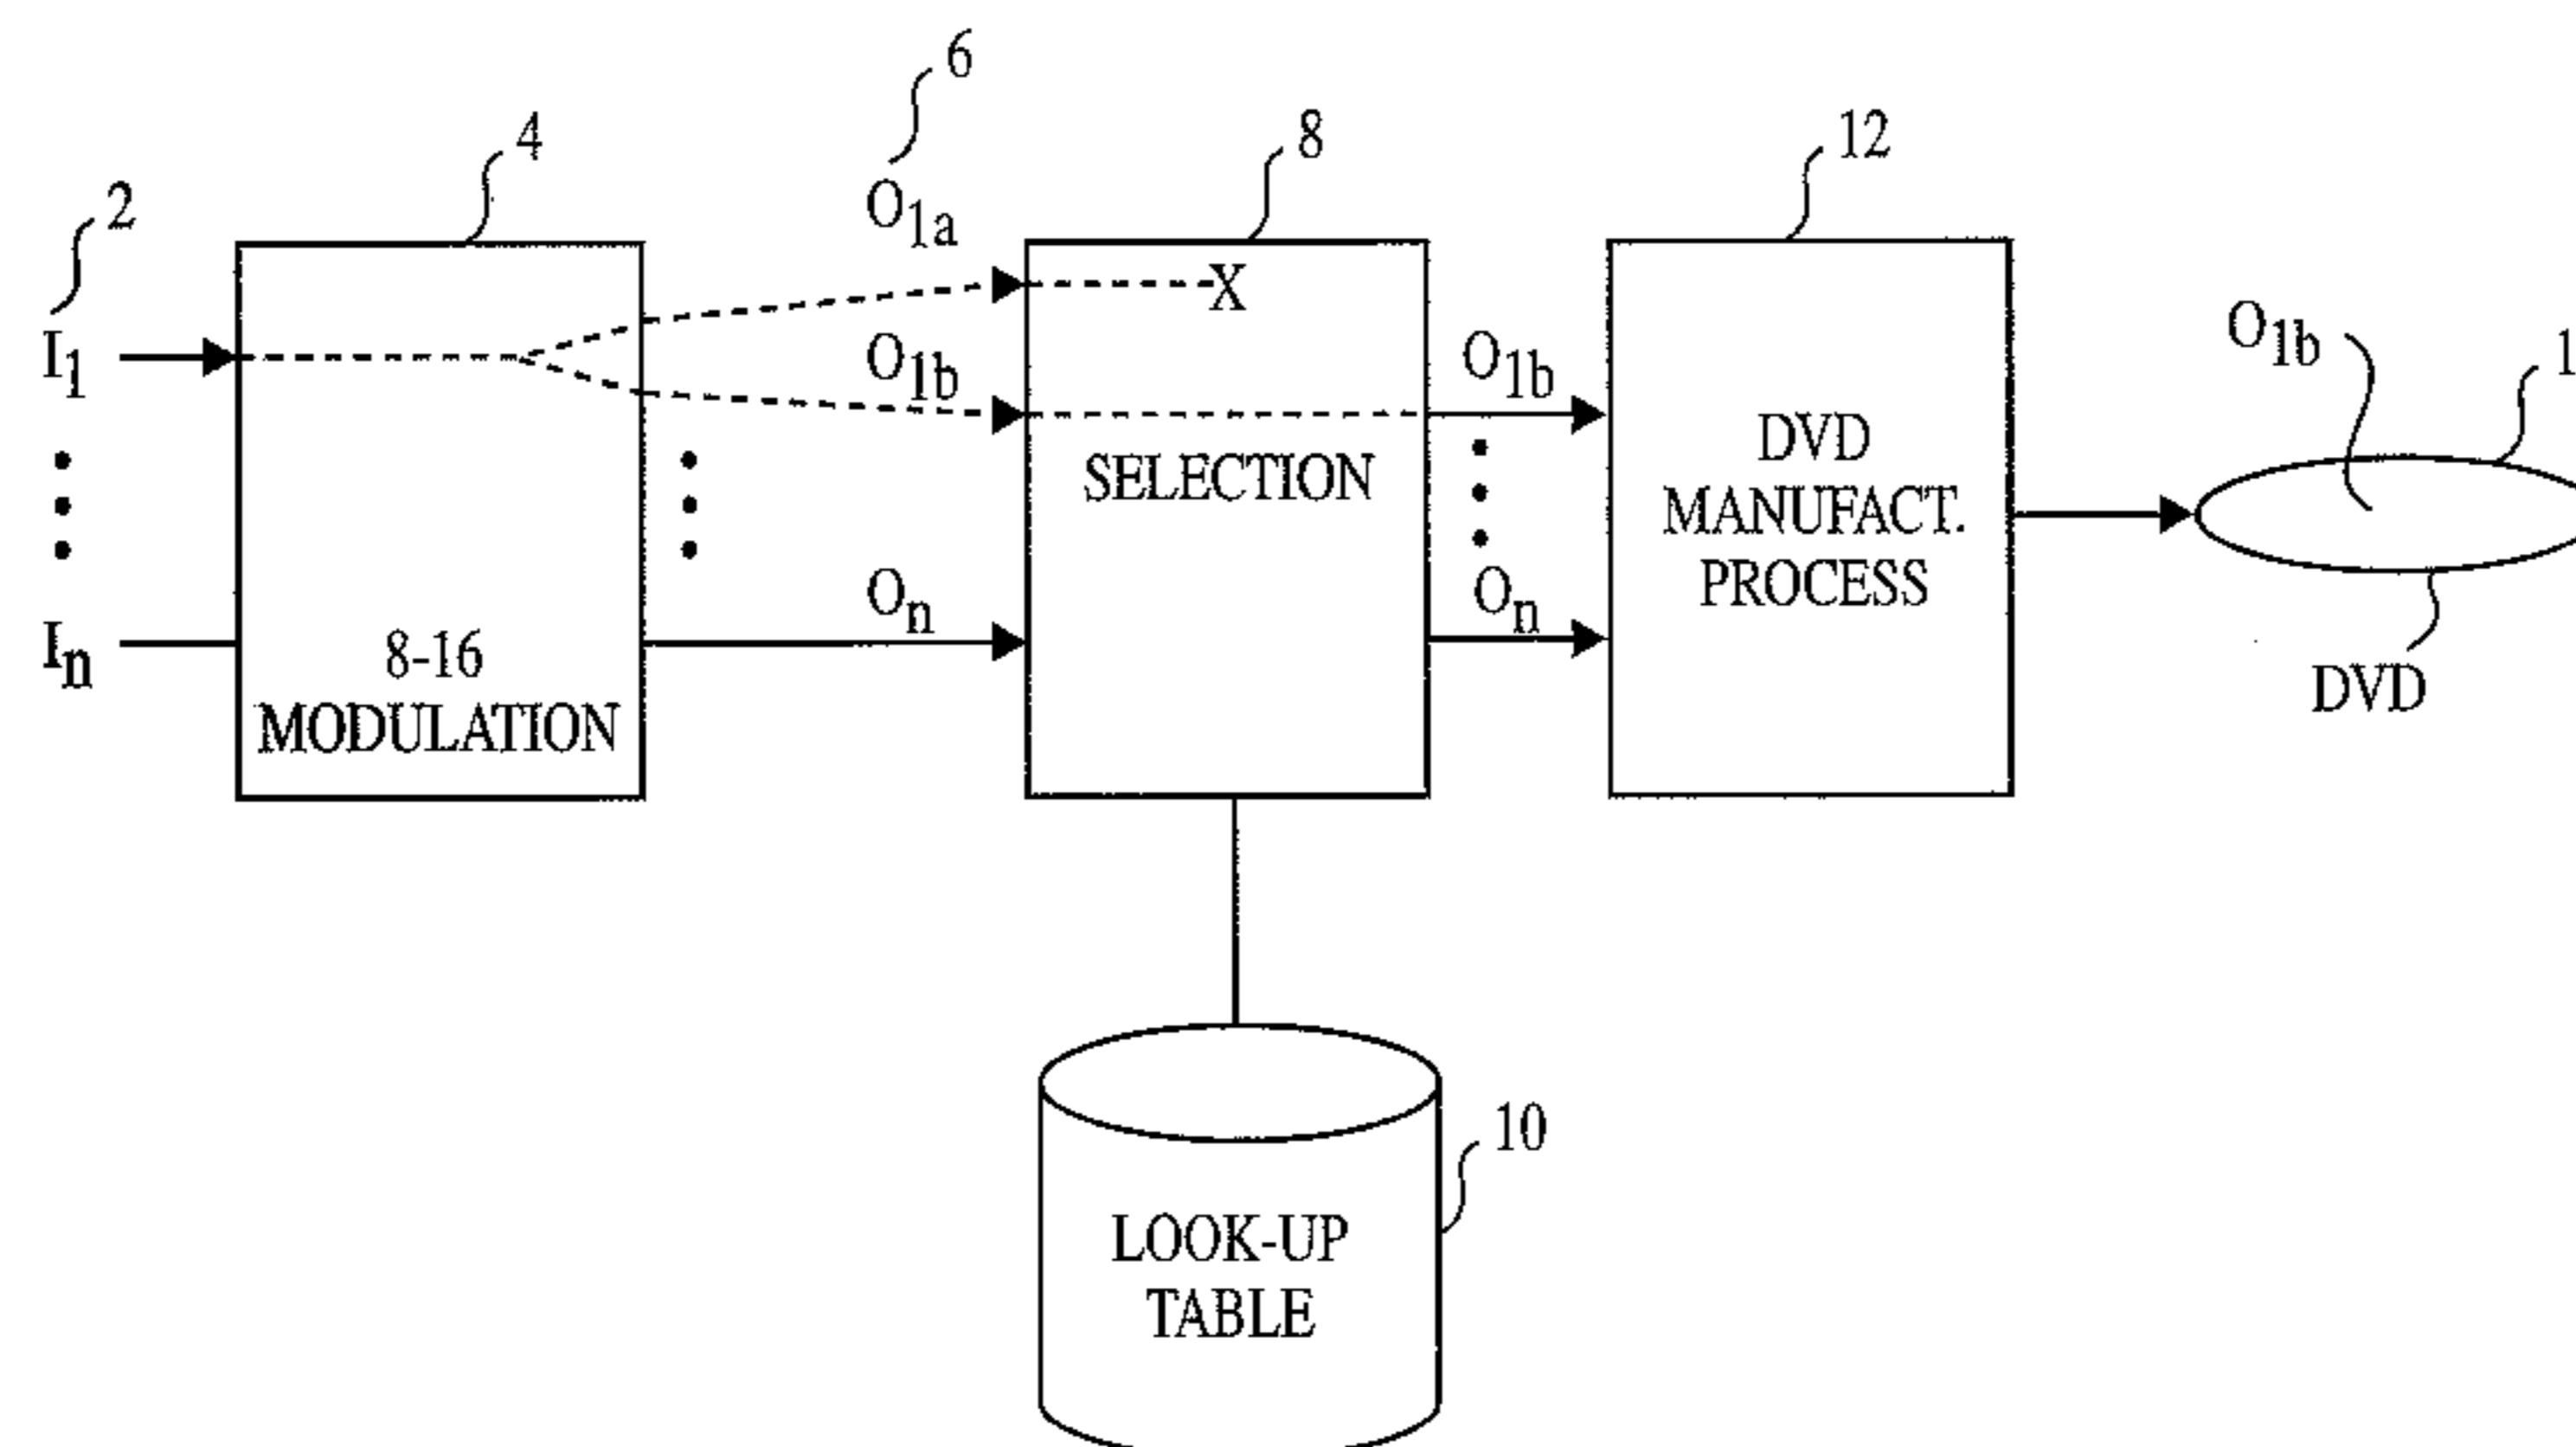 6
4
8
12
2
O1a
X
I1
O1b
O1b
O1b
SELECTION
DVD
MANUFACT.
PROCESS
In
8-16
MODULATION
On
On
DVD
10
LOOK-UP
TABLE